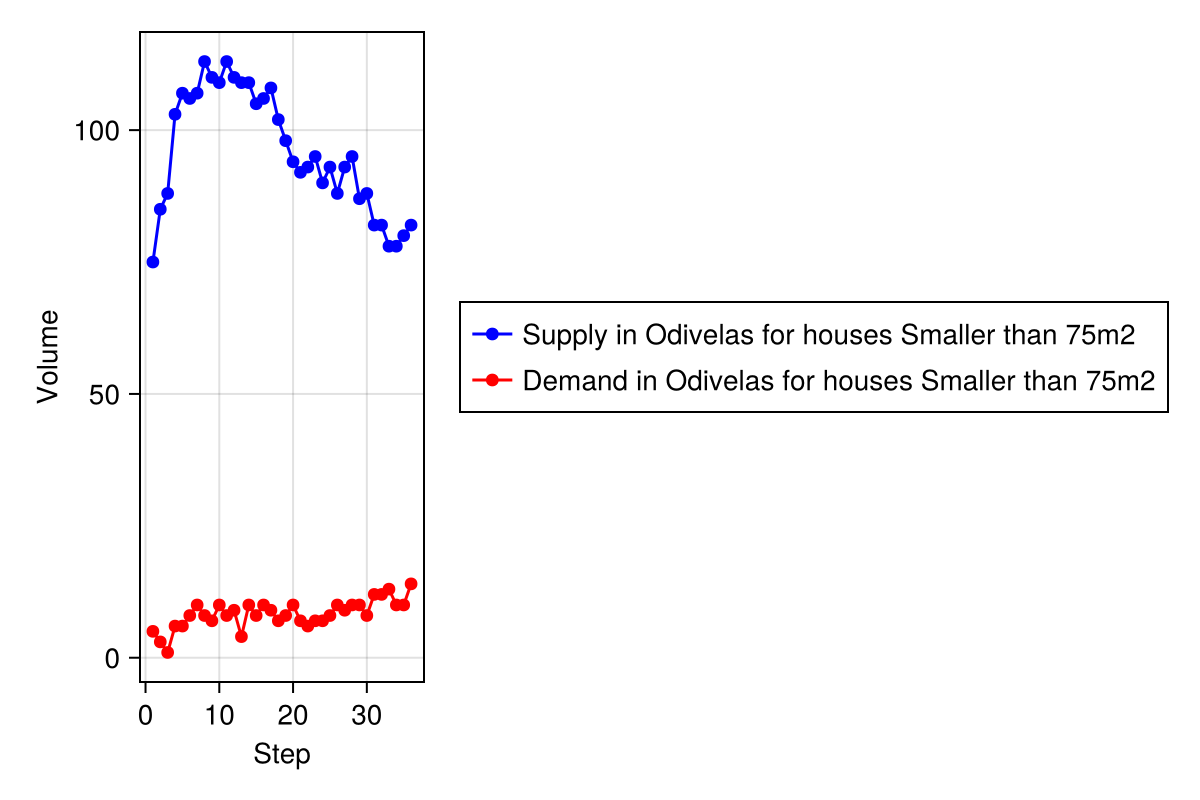 100
50
0
Volume
0 10 20 30
Step
Supply in Odivelas for houses Smaller than 75m2
Demand in Odivelas for houses Smaller than 75m2